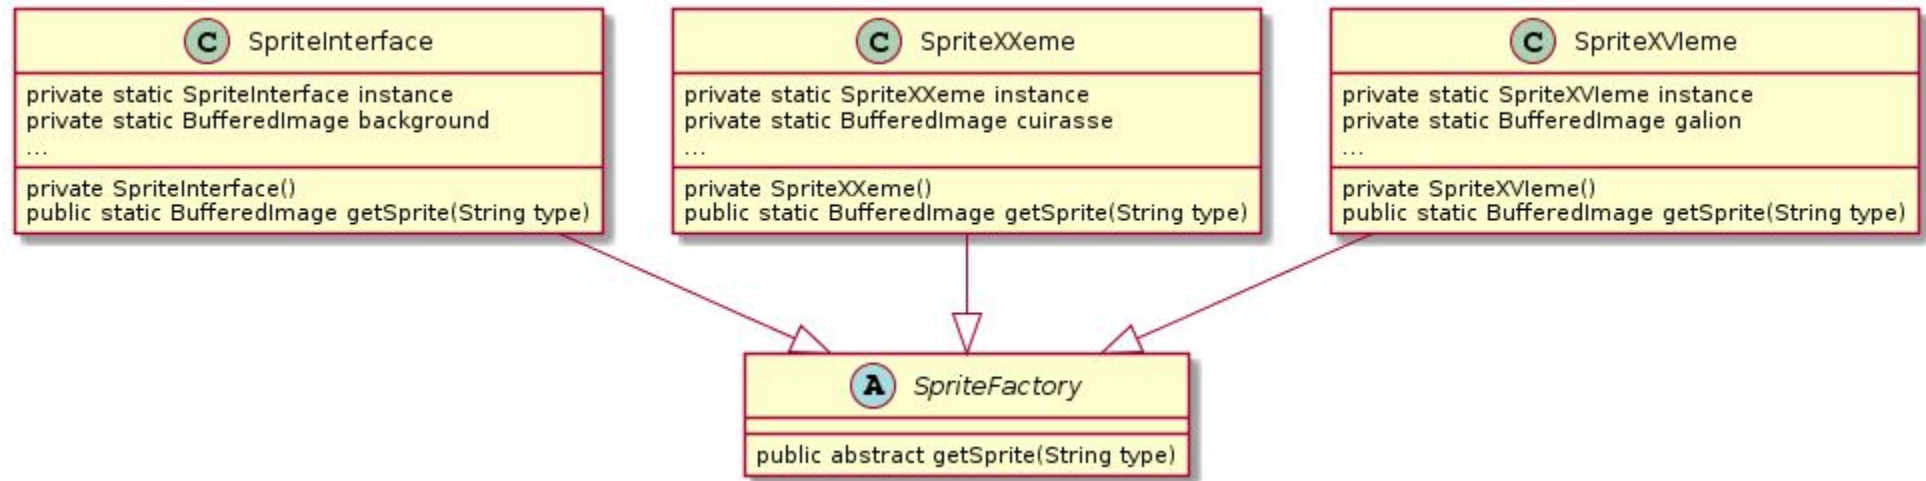 C SpriteInterface
private static SpriteInterface instance
private static BufferedImage background
...
private SpriteInterface()
public static BufferedImage getSprite(String type)
C SpriteXXeme
private static SpriteXXeme instance
private static BufferedImage cuirasse
...
private SpriteXXeme()
public static BufferedImage getSprite(String type)
C SpriteXVIeme
private static SpriteXVIeme instance
private static BufferedImage galion
...
private SpriteXVIeme()
public static BufferedImage getSprite(String type)
A SpriteFactory
public abstract getSprite(String type)